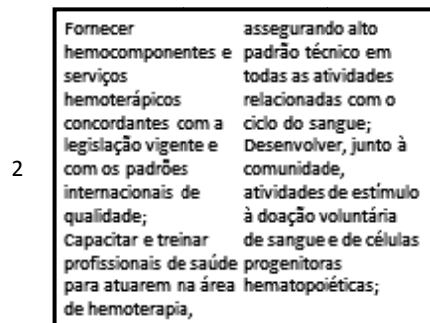 2
Fornecer
hemocomponentes e
serviços
hemoterápicos
concordantes com a
legislação vigente e
com os padrões
internacionais de
qualidade;
Capacitar e treinar
profissionais de saúde
para atuarem na área
de hemoterapia,
assegurando alto
padrão técnico em
todas as atividades
relacionadas com o
ciclo do sangue;
Desenvolver, junto à
comunidade,
atividades de estímulo
à doação voluntária
de sangue e de células
progenitoras
hematopoiéticas;